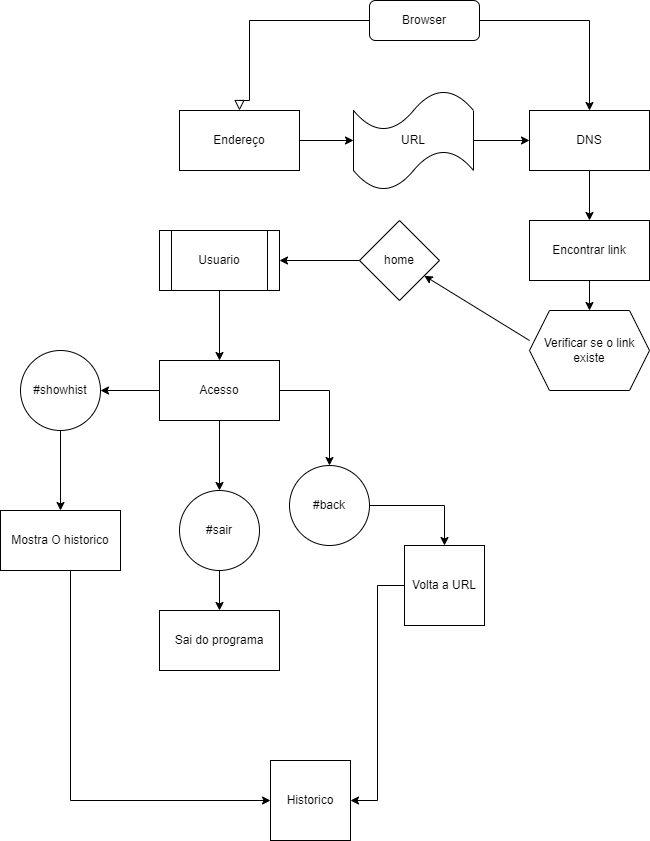 Browser
Endereço
URL
DNS
Encontrar link
home
Usuario
Verificar se o link
existe
#showhist
Acesso
#back
#sair
Mostra O historico
Volta a URL
Sai do programa
Historico